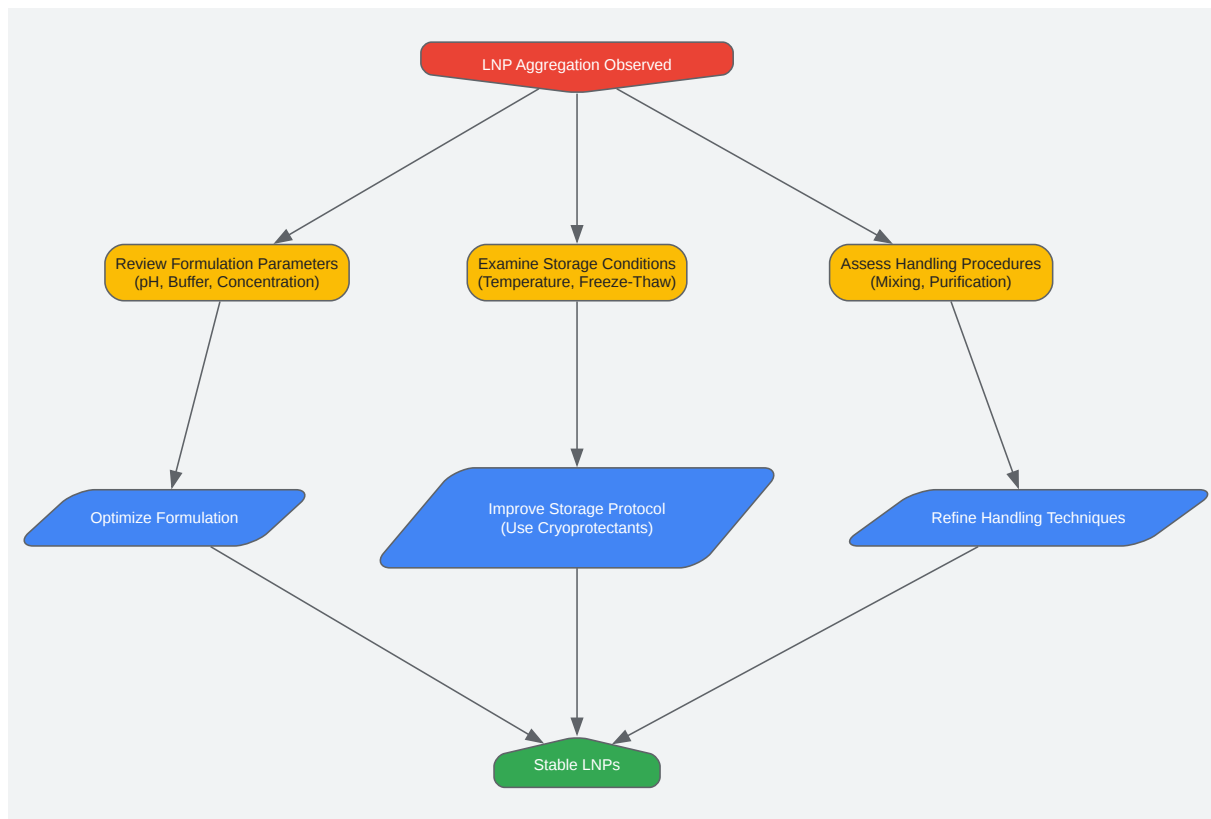 LNP Aggregation Observed
Review Formulation Parameters
(pH, Buffer, Concentration)
Examine Storage Conditions
(Temperature, Freeze-Thaw)
Assess Handling Procedures
(Mixing, Purification)
Optimize Formulation
Improve Storage Protocol
(Use Cryoprotectants)
Refine Handling Techniques
Stable LNPs